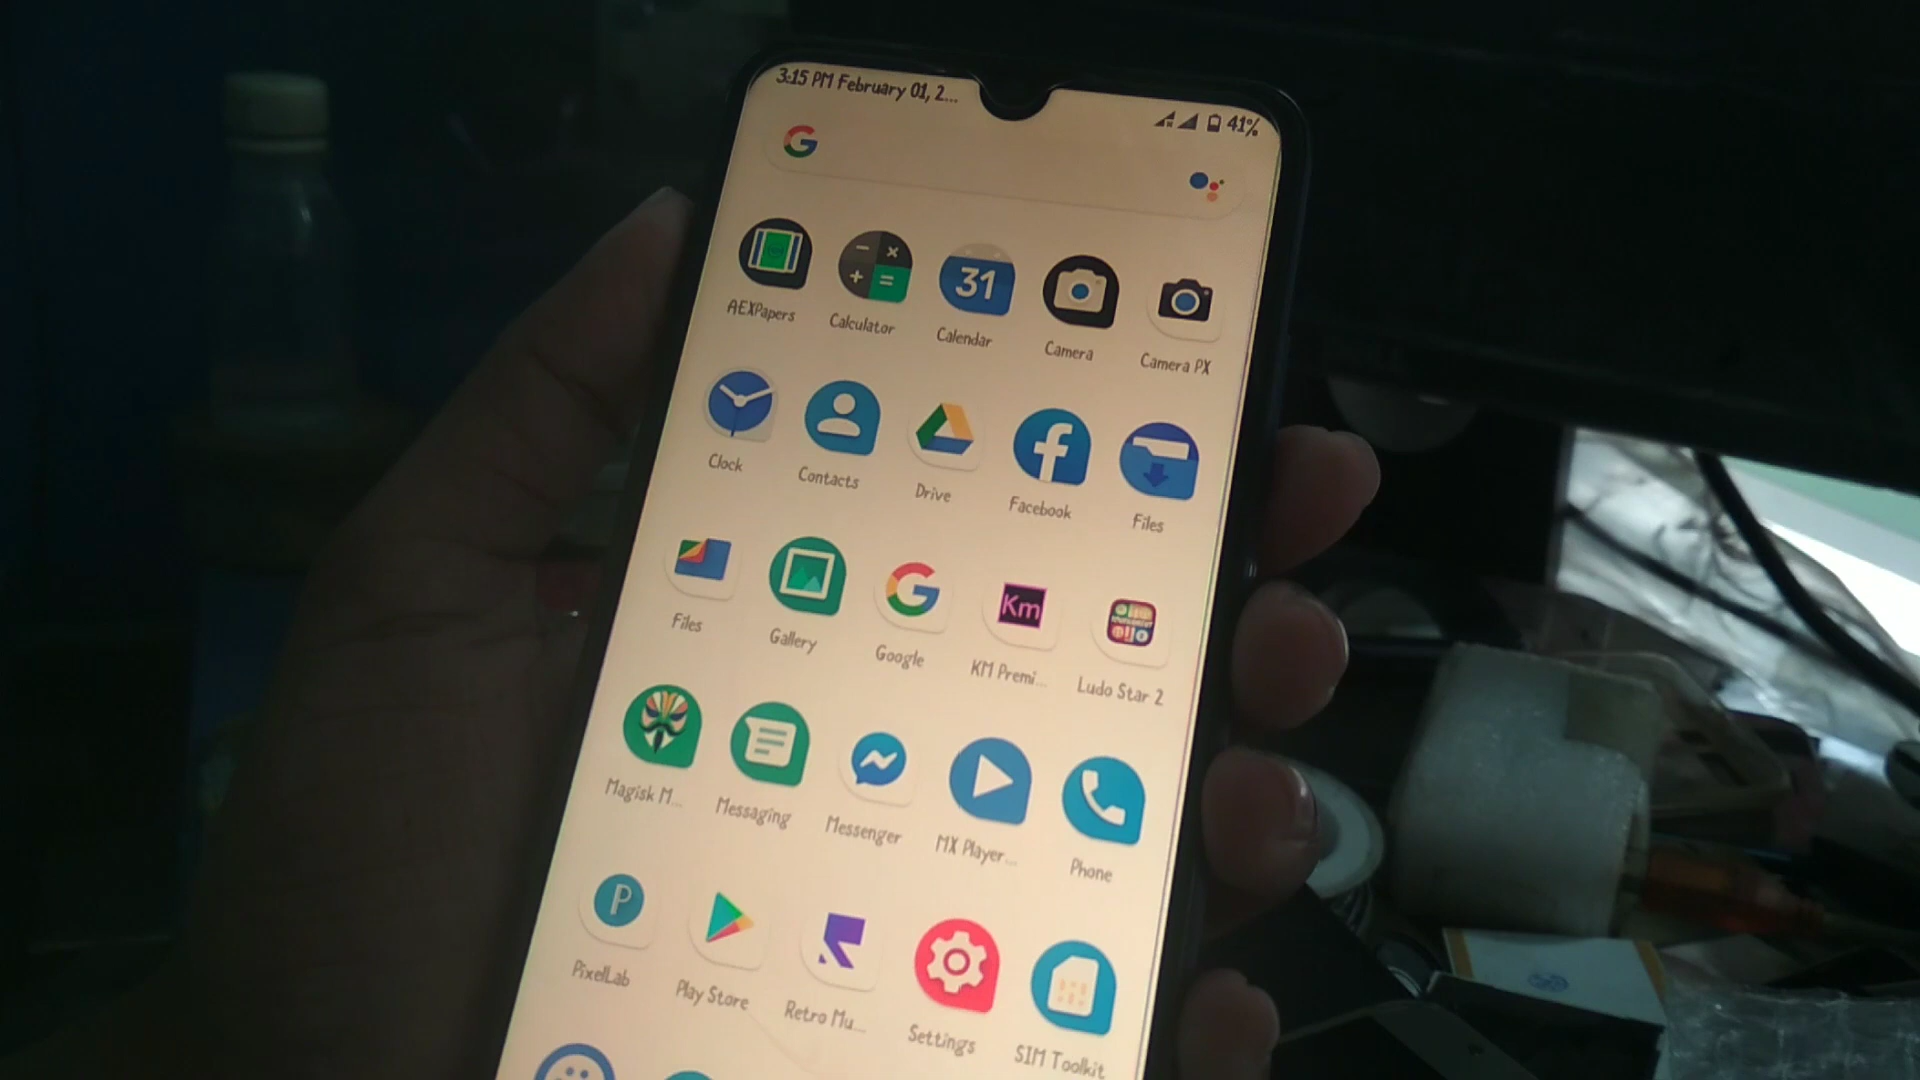 3:15 PM February 01, 2...
41%
AEXPapers Calculator 31 Calendar Camera Camera PX
Clock Contacts Drive Facebook Files
Files Gallery Google Km KM Premi... Ludo Star 2
Magisk M... Messaging Messenger MX Player... Phone
P PixelLab Play Store Retro Mu... Settings SIM Toolkit